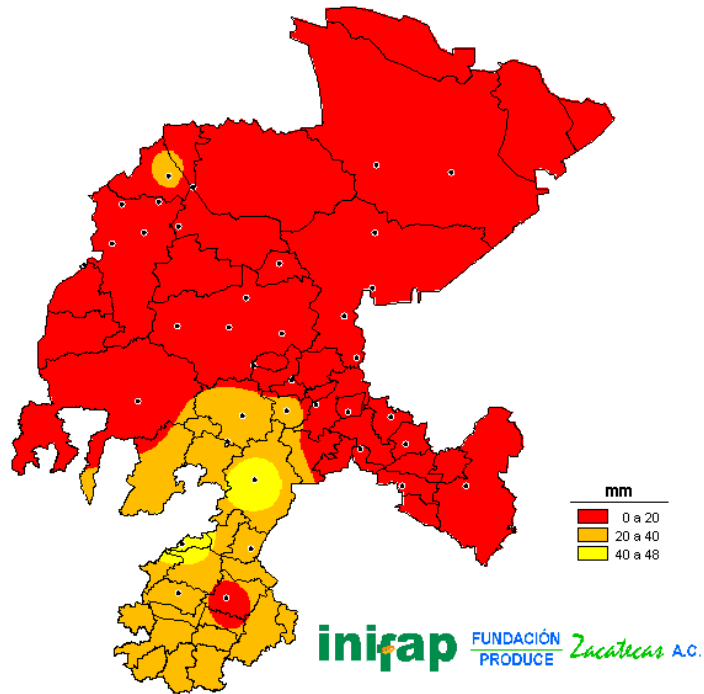 mm
0 a 20
20 a 40
40 a 48
inifap
FUNDACIÓN
PRODUCE
Zacatecas A.C.